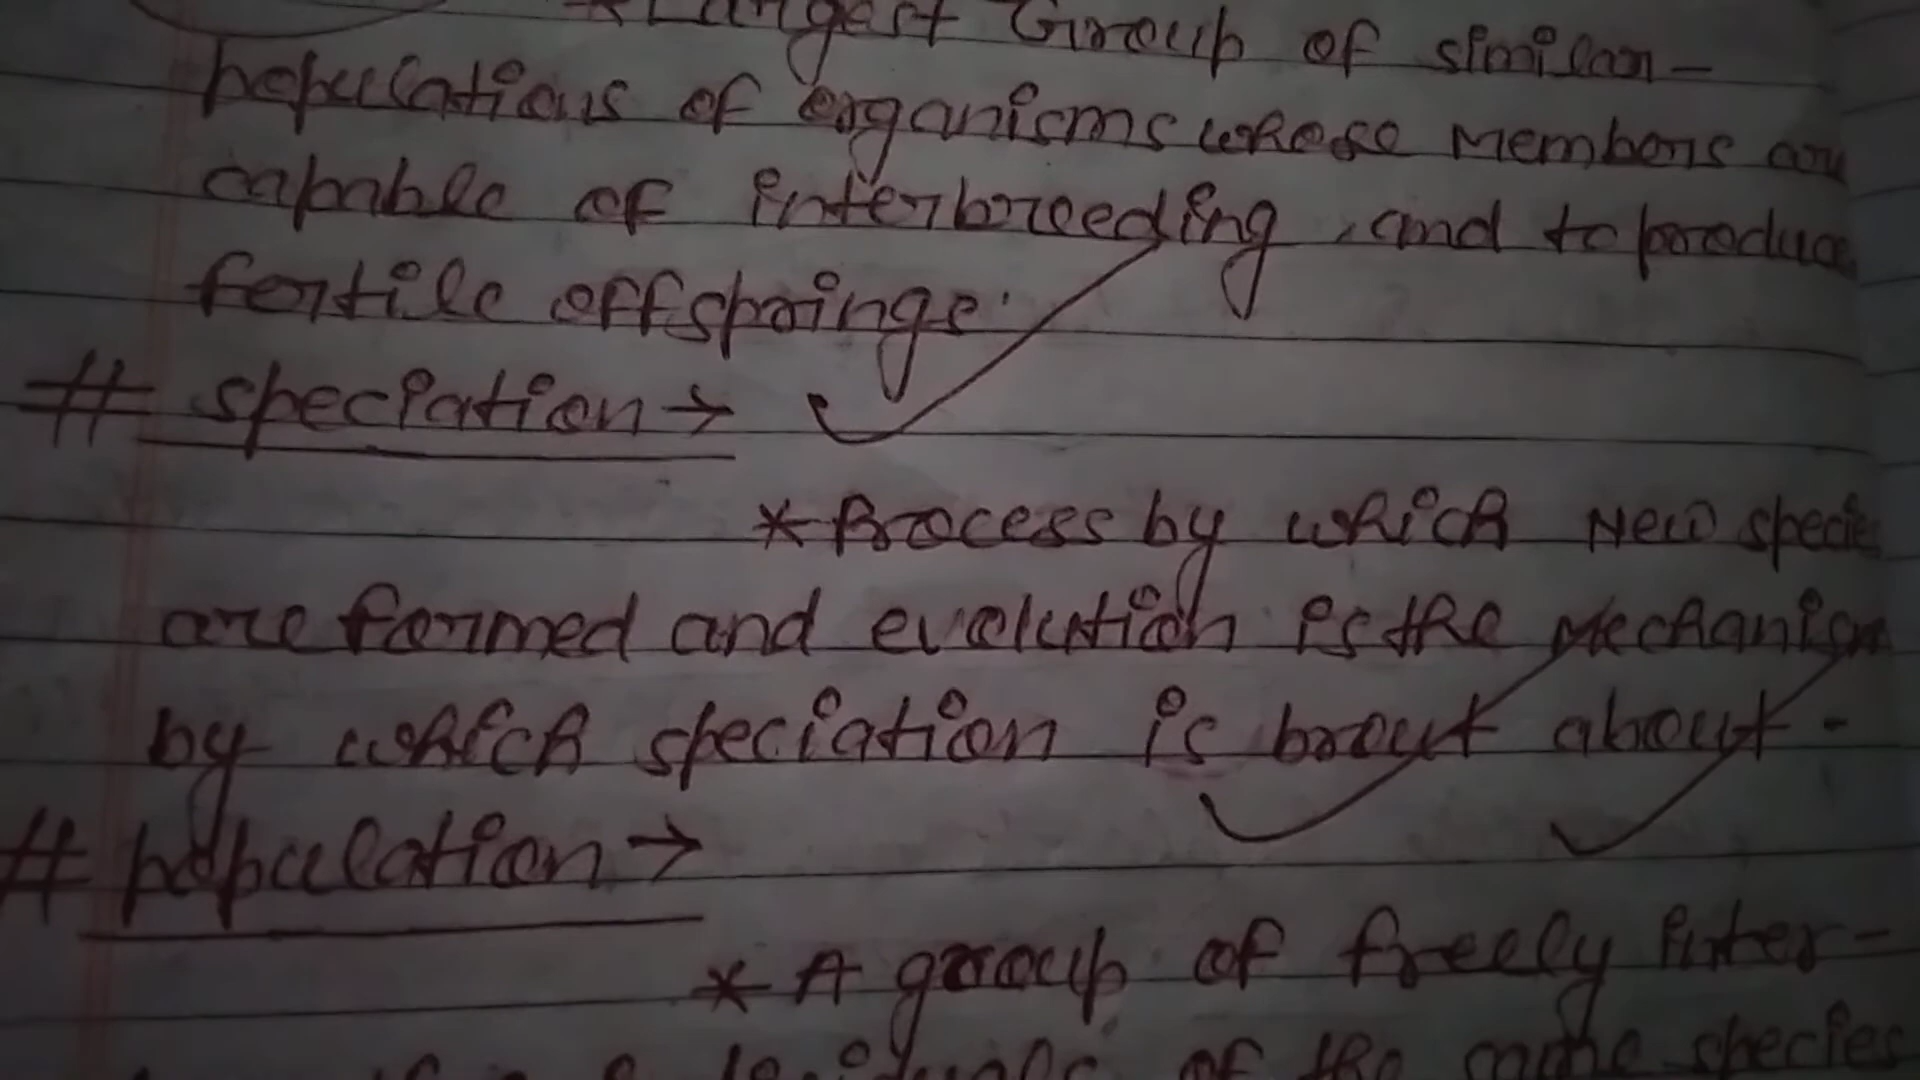 * Largest Group of similar-
populations of organisms whose Members are
capable of interbreeding, and to produce
fertile offsprings.
# speciation →
* Process by which New specie
are formed and evolution is the Mechanism
by which speciation is brout about-
# population →
* A group of freely inter-
of the same species